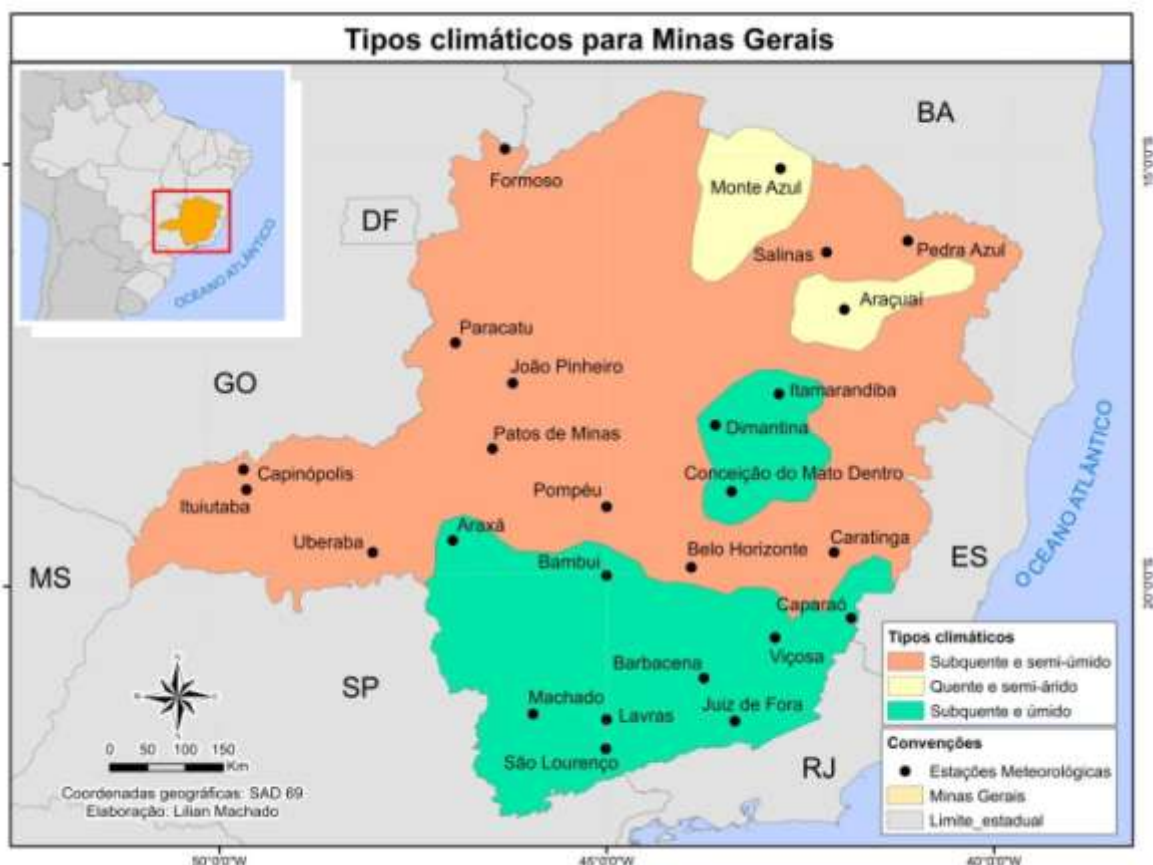 Tipos climáticos para Minas Gerais
BA
15°0'0"S
Formoso
Monte Azul
DF
OCEANO ATLÂNTICO
Salinas
Pedra Azul
Araçuaí
Paracatu
João Pinheiro
GO
Itamarandiba
Dimantina
Patos de Minas
Conceição do Mato Dentro
Capinópolis
Ituiutaba
Pompéu
OCEANO ATLÂNTICO
Araxá
Uberaba
Belo Horizonte
Caratinga
Bambuí
ES
MS
20°0'0"S
Caparaó
Viçosa
Tipos climáticos
Subquente e semi-úmido
Quente e semi-árido
Subquente e úmido
Barbacena
SP
Machado
Lavras
Juiz de Fora
São Lourenço
RJ
Convenções
Estações Meteorológicas
Minas Gerais
Limite_estadual
0 50 100 150
Km
Coordenadas geográficas: SAD 69
Elaboração: Lilian Machado
50°0'0"W
45°0'0"W
40°0'0"W